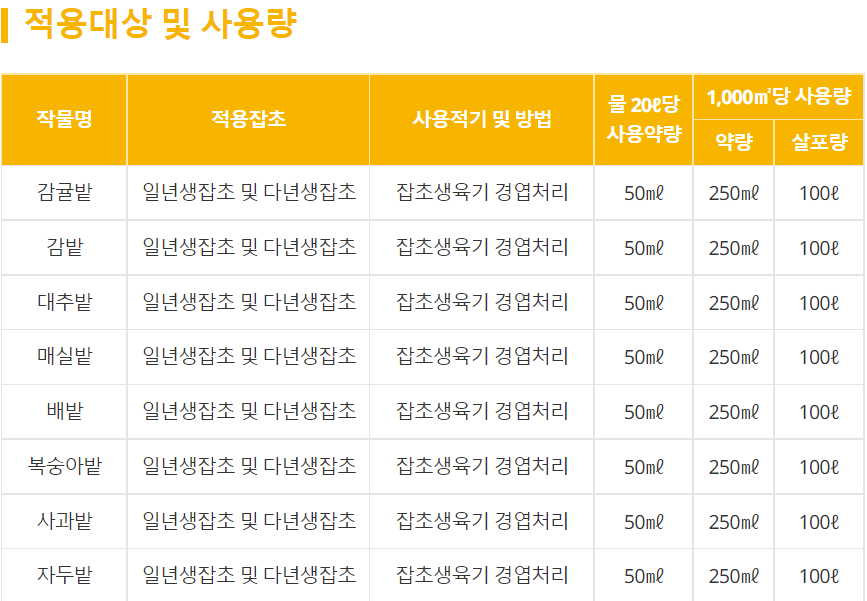 적용대상 및 사용량
작물명 적용잡초 사용적기 및 방법 물 20ℓ당 사용약량 1,000㎡당 사용량
약량 살포량
감귤밭 일년생잡초 및 다년생잡초 잡초생육기 경엽처리 50㎖ 250㎖ 100ℓ
감밭 일년생잡초 및 다년생잡초 잡초생육기 경엽처리 50㎖ 250㎖ 100ℓ
대추밭 일년생잡초 및 다년생잡초 잡초생육기 경엽처리 50㎖ 250㎖ 100ℓ
매실밭 일년생잡초 및 다년생잡초 잡초생육기 경엽처리 50㎖ 250㎖ 100ℓ
배밭 일년생잡초 및 다년생잡초 잡초생육기 경엽처리 50㎖ 250㎖ 100ℓ
복숭아밭 일년생잡초 및 다년생잡초 잡초생육기 경엽처리 50㎖ 250㎖ 100ℓ
사과밭 일년생잡초 및 다년생잡초 잡초생육기 경엽처리 50㎖ 250㎖ 100ℓ
자두밭 일년생잡초 및 다년생잡초 잡초생육기 경엽처리 50㎖ 250㎖ 100ℓ